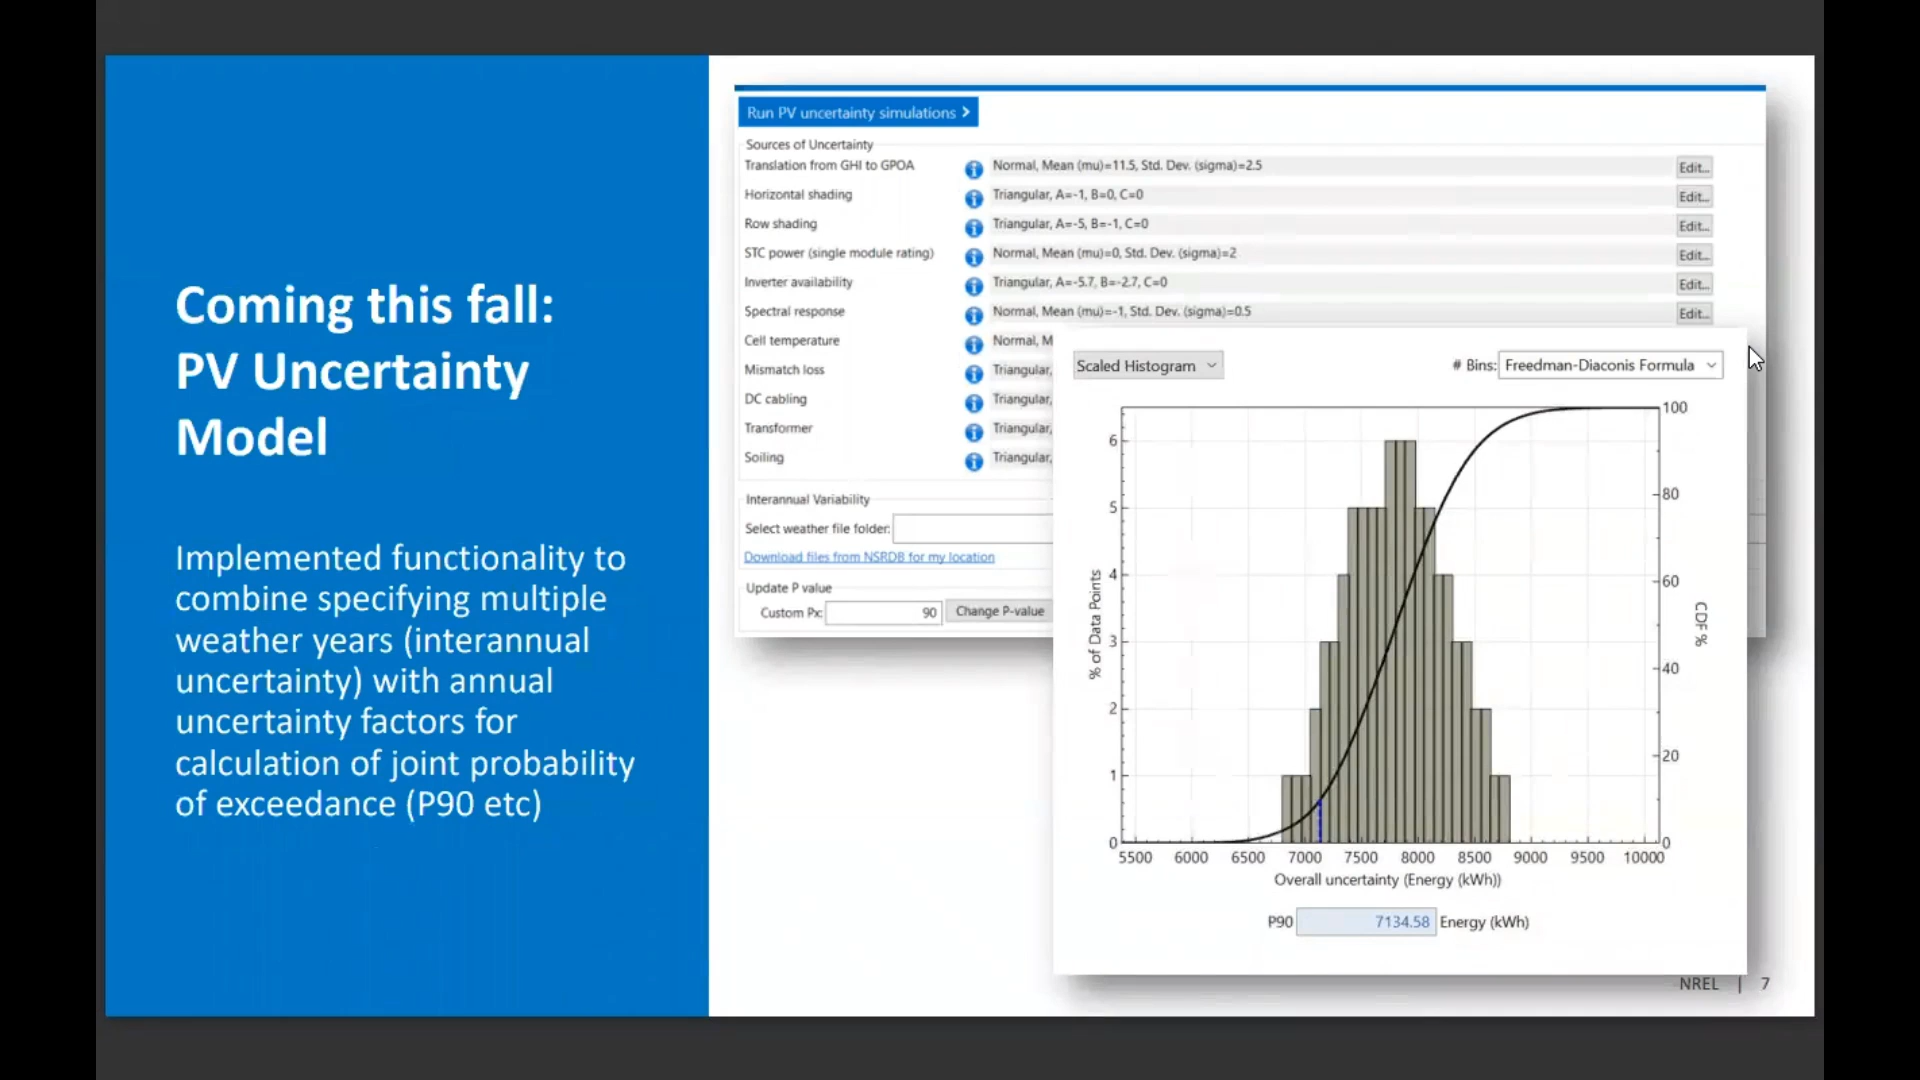 Coming this fall:
PV Uncertainty
Model
Implemented functionality to
combine specifying multiple
weather years (interannual
uncertainty) with annual
uncertainty factors for
calculation of joint probability
of exceedance (P90 etc)
Run PV uncertainty simulations >
Sources of Uncertainty
Translation from GHI to GPOA Normal, Mean (mu)=11.5, Std. Dev. (sigma)=2.5 Edit...
Horizontal shading Triangular, A=-1, B=0, C=0 Edit...
Row shading Triangular, A=-5, B=-1, C=0 Edit...
STC power (single module rating) Normal, Mean (mu)=0, Std. Dev. (sigma)=2 Edit...
Inverter availability Triangular, A=-5.7, B=-2.7, C=0 Edit...
Spectral response Normal, Mean (mu)=-1, Std. Dev. (sigma)=0.5 Edit...
Cell temperature Normal, M
Mismatch loss Triangular,
DC cabling Triangular,
Transformer Triangular,
Soiling Triangular,
Interannual Variability
Select weather file folder:
Download files from NSRDB for my location
Update P value
Custom Px: 90 Change P-value
Scaled Histogram # Bins: Freedman-Diaconis Formula
% of Data Points
6
5
4
3
2
1
0
100
80
60
40
20
0
CDF %
5500 6000 6500 7000 7500 8000 8500 9000 9500 10000
Overall uncertainty (Energy (kWh))
P90 7134.58 Energy (kWh)
NREL | 7